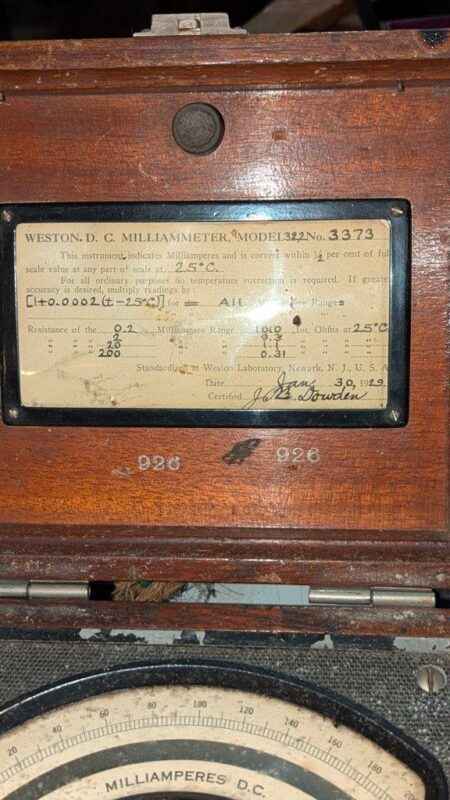 WESTON. D. C. MILLIAMMETER, MODEL 322 No. 3373
This instrument indicates Milliamperes and is correct within ½ per cent of full
scale value at any part of scale at 25°C.
For all ordinary purposes no temperature correction is required. If greater
accuracy is desired, multiply readings by
[1+0.0002(t-25°C)] for = All Ranges
Resistance of the 0.2 Milliampere Range Int. Ohms at 25°C
2 " "
20 1.1 " "
200 0.31 " "
Standardized at Weston Laboratory, Newark, N. J., U. S. A
Date Jan 30, 1929
Certified Dowden
926 926
20 40 60 80 100 120 140 160 180
MILLIAMPERES D.C.